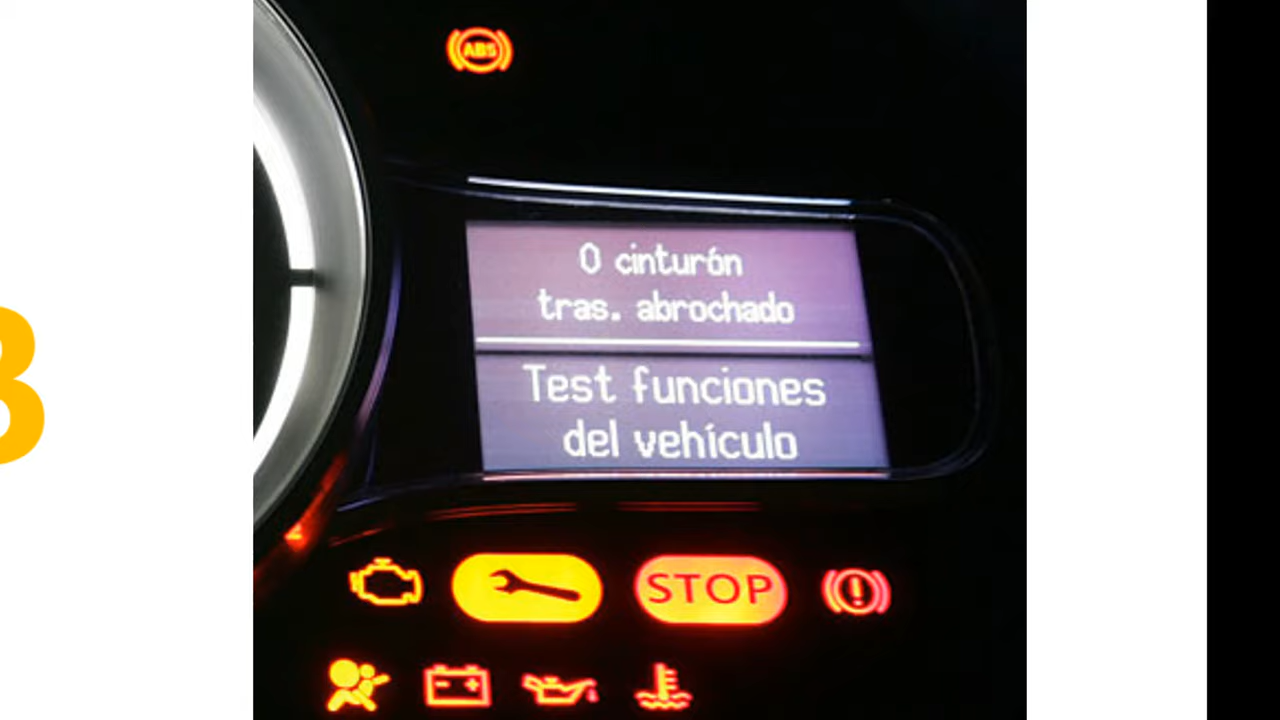 ABS
0 cinturón
tras. abrochado
Test funciones
del vehículo
STOP